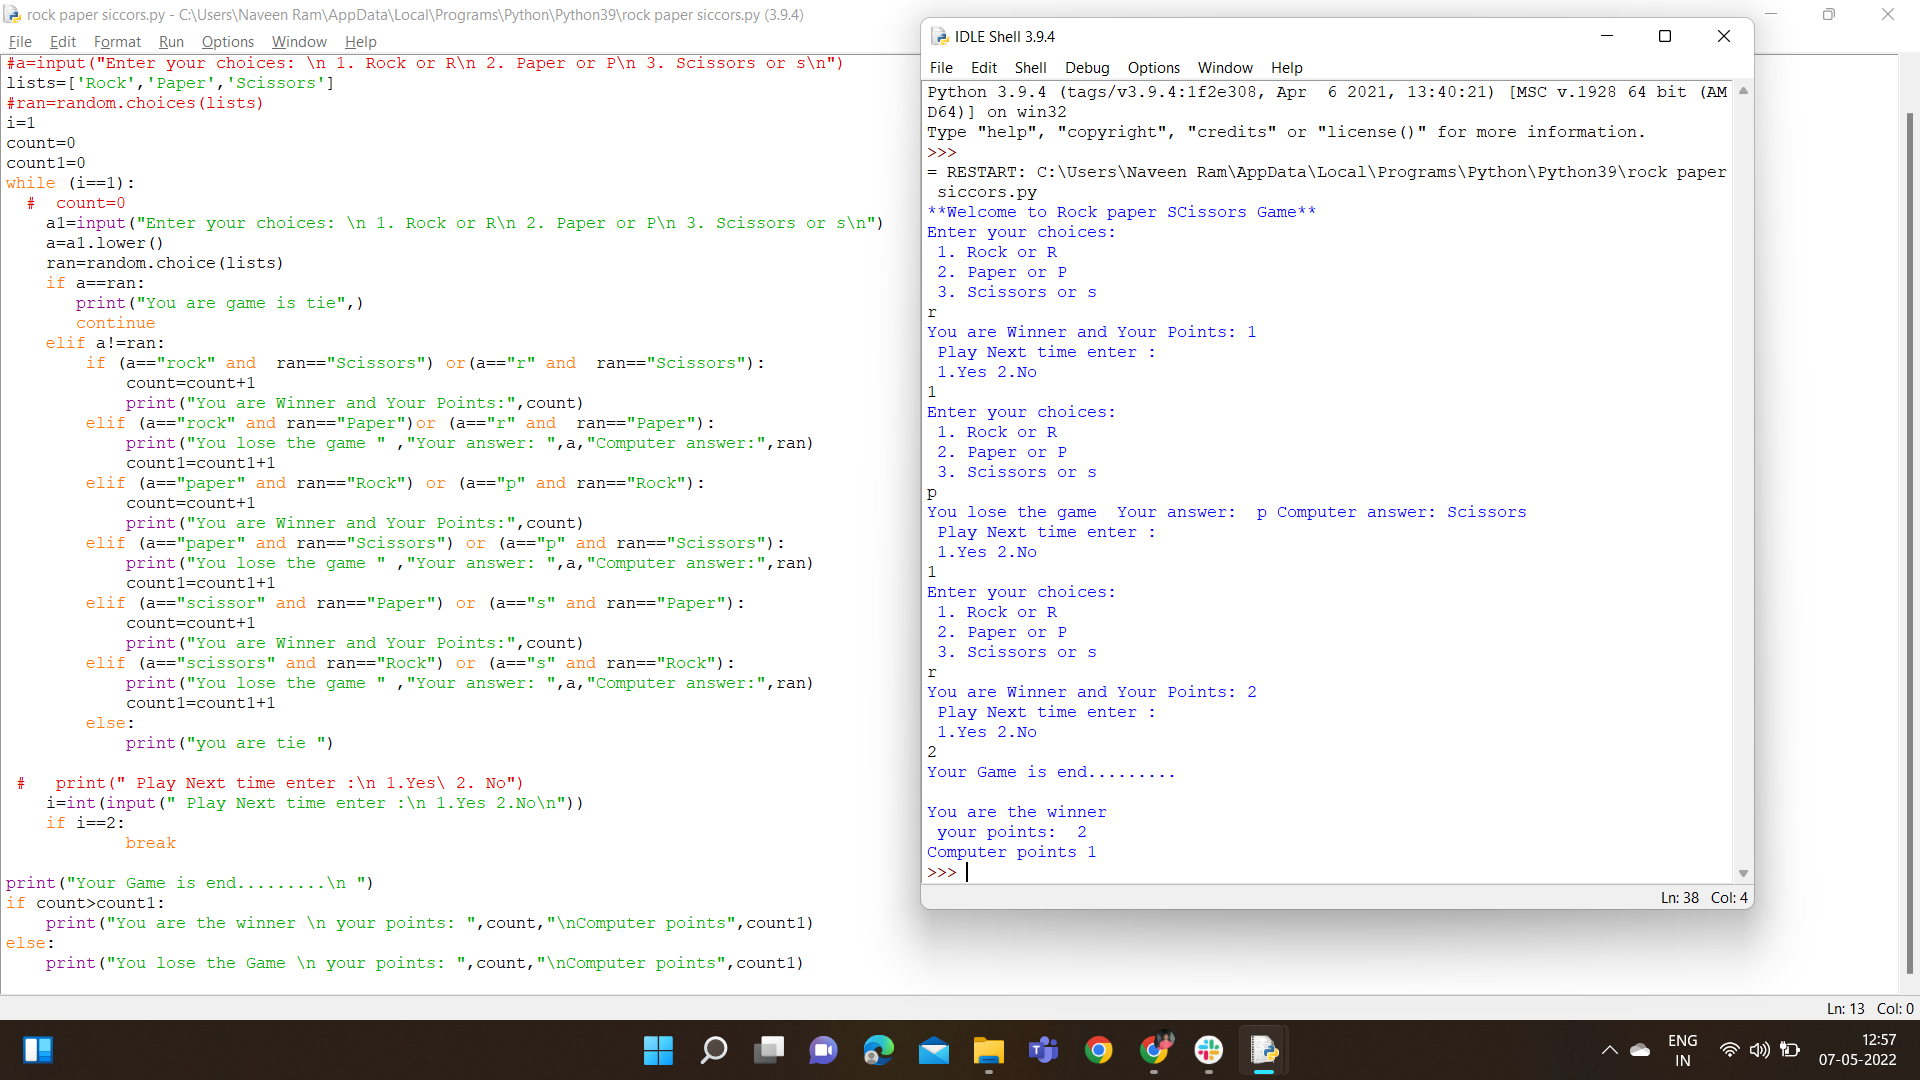 rock paper siccors.py - C:\Users\Naveen Ram\AppData\Local\Programs\Python\Python39\rock paper siccors.py (3.9.4)
File Edit Format Run Options Window Help
#a=input("Enter your choices: \n 1. Rock or R\n 2. Paper or P\n 3. Scissors or s\n")
lists=['Rock','Paper','Scissors']
#ran=random.choices(lists)
i=1
count=0
count1=0
while (i==1):
  #  count=0
    a1=input("Enter your choices: \n 1. Rock or R\n 2. Paper or P\n 3. Scissors or s\n")
    a=a1.lower()
    ran=random.choice(lists)
    if a==ran:
       print("You are game is tie",)
       continue
    elif a!=ran:
        if (a=="rock" and  ran=="Scissors") or(a=="r" and  ran=="Scissors"):
            count=count+1
            print("You are Winner and Your Points:",count)
        elif (a=="rock" and ran=="Paper")or (a=="r" and  ran=="Paper"):
            print("You lose the game " ,"Your answer: ",a,"Computer answer:",ran)
            count1=count1+1
        elif (a=="paper" and ran=="Rock") or (a=="p" and ran=="Rock"):
            count=count+1
            print("You are Winner and Your Points:",count)
        elif (a=="paper" and ran=="Scissors") or (a=="p" and ran=="Scissors"):
            print("You lose the game " ,"Your answer: ",a,"Computer answer:",ran)
            count1=count1+1
        elif (a=="scissor" and ran=="Paper") or (a=="s" and ran=="Paper"):
            count=count+1
            print("You are Winner and Your Points:",count)
        elif (a=="scissors" and ran=="Rock") or (a=="s" and ran=="Rock"):
            print("You lose the game " ,"Your answer: ",a,"Computer answer:",ran)
            count1=count1+1
        else:
            print("you are tie ")
 #   print(" Play Next time enter :\n 1.Yes\ 2. No")
    i=int(input(" Play Next time enter :\n 1.Yes 2.No\n"))
    if i==2:
            break
print("Your Game is end.........\n ")
if count>count1:
    print("You are the winner \n your points: ",count,"\nComputer points",count1)
else:
    print("You lose the Game \n your points: ",count,"\nComputer points",count1)
Ln: 13 Col: 0
IDLE Shell 3.9.4
File Edit Shell Debug Options Window Help
Python 3.9.4 (tags/v3.9.4:1f2e308, Apr  6 2021, 13:40:21) [MSC v.1928 64 bit (AM
D64)] on win32
Type "help", "copyright", "credits" or "license()" for more information.
>>>
= RESTART: C:\Users\Naveen Ram\AppData\Local\Programs\Python\Python39\rock paper
 siccors.py
**Welcome to Rock paper SCissors Game**
Enter your choices:
 1. Rock or R
 2. Paper or P
 3. Scissors or s
r
You are Winner and Your Points: 1
 Play Next time enter :
 1.Yes 2.No
1
Enter your choices:
 1. Rock or R
 2. Paper or P
 3. Scissors or s
p
You lose the game  Your answer:  p Computer answer: Scissors
 Play Next time enter :
 1.Yes 2.No
1
Enter your choices:
 1. Rock or R
 2. Paper or P
 3. Scissors or s
r
You are Winner and Your Points: 2
 Play Next time enter :
 1.Yes 2.No
2
Your Game is end.........
You are the winner
 your points:  2
Computer points 1
>>>
Ln: 38 Col: 4
ENG
IN
12:57
07-05-2022